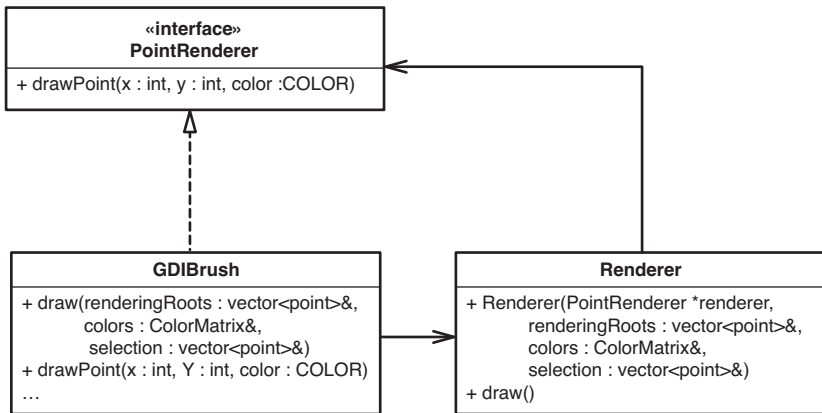 «interface»
PointRenderer
+ drawPoint(x : int, y : int, color :COLOR)
GDIBrush
+ draw(renderingRoots : vector<point>&,
colors : ColorMatrix&,
selection : vector<point>&)
+ drawPoint(x : int, Y : int, color : COLOR)
...
Renderer
+ Renderer(PointRenderer *renderer,
renderingRoots : vector<point>&,
colors : ColorMatrix&,
selection : vector<point>&)
+ draw()